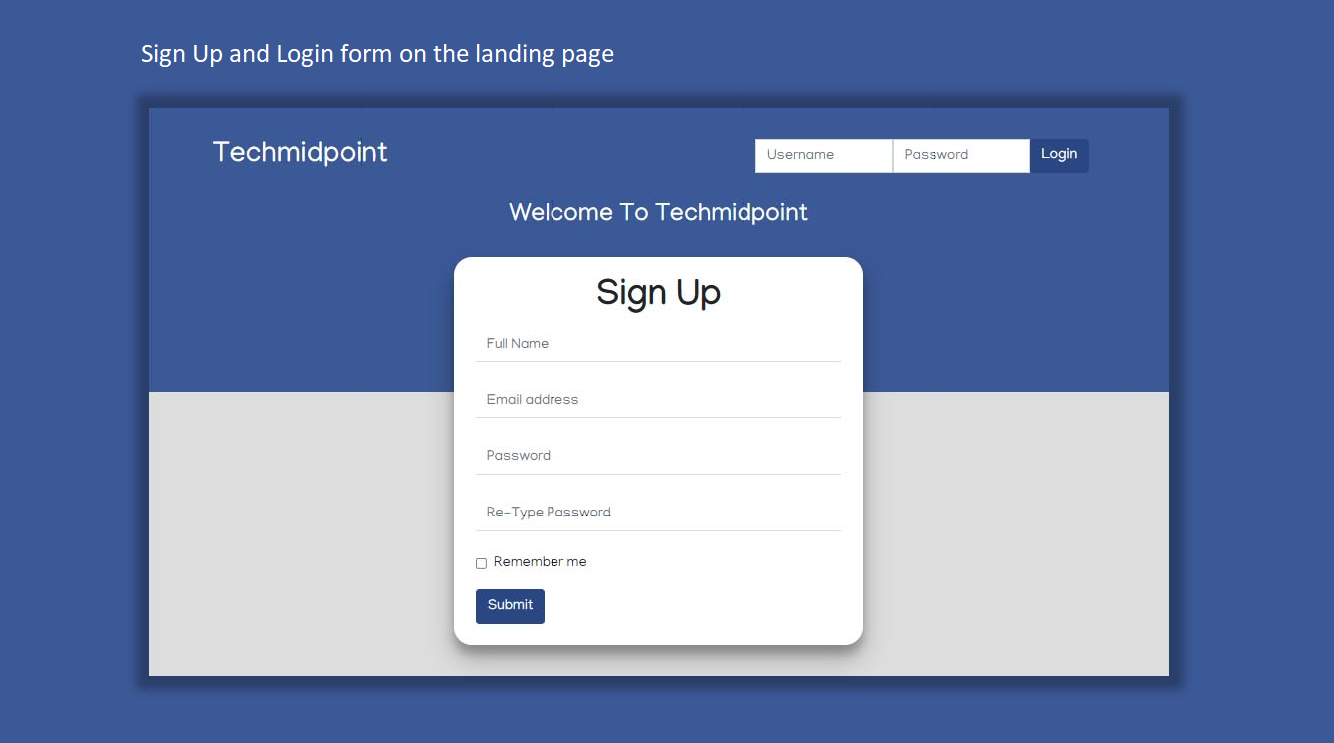 Sign Up and Login form on the landing page
Techmidpoint
Username Password Login
Welcome To Techmidpoint
Sign Up
Full Name
Email address
Password
Re-Type Password
Remember me
Submit